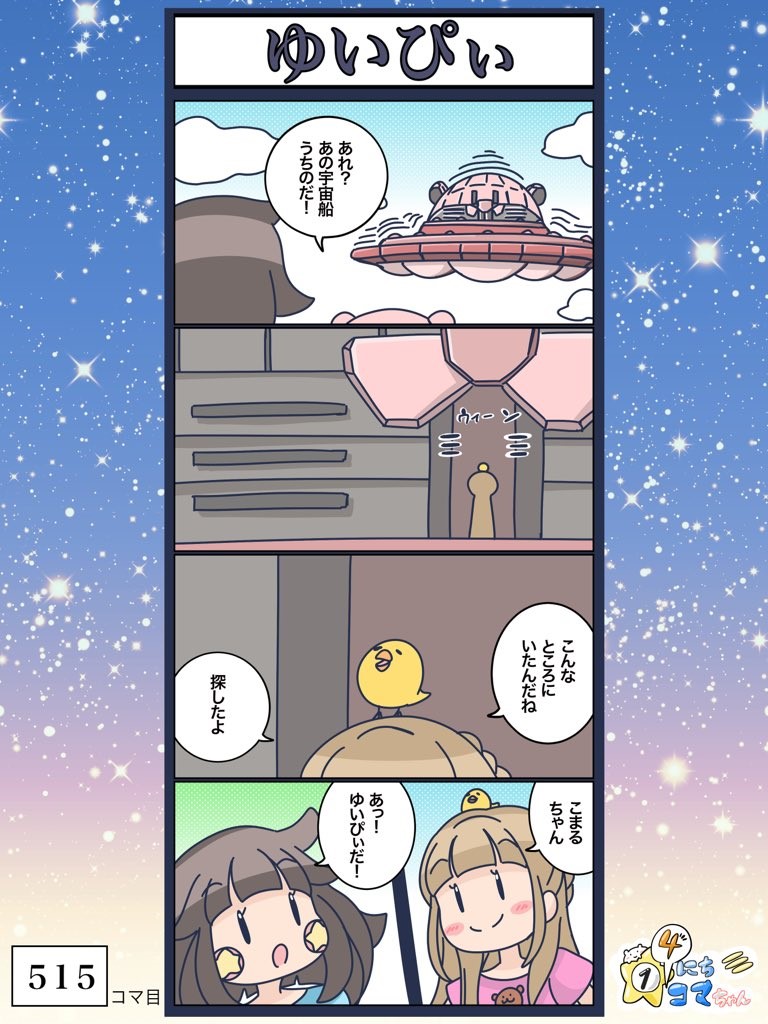 ゆいぴぃ
あれ?
あの宇宙船
うちのだ!
ウィーン
こんな
ところに
いたんだね
探したよ
こまる
ちゃん
あっ!
ゆいぴぃだ!
515
コマ目
1
にち
4
コマ
ちゃん